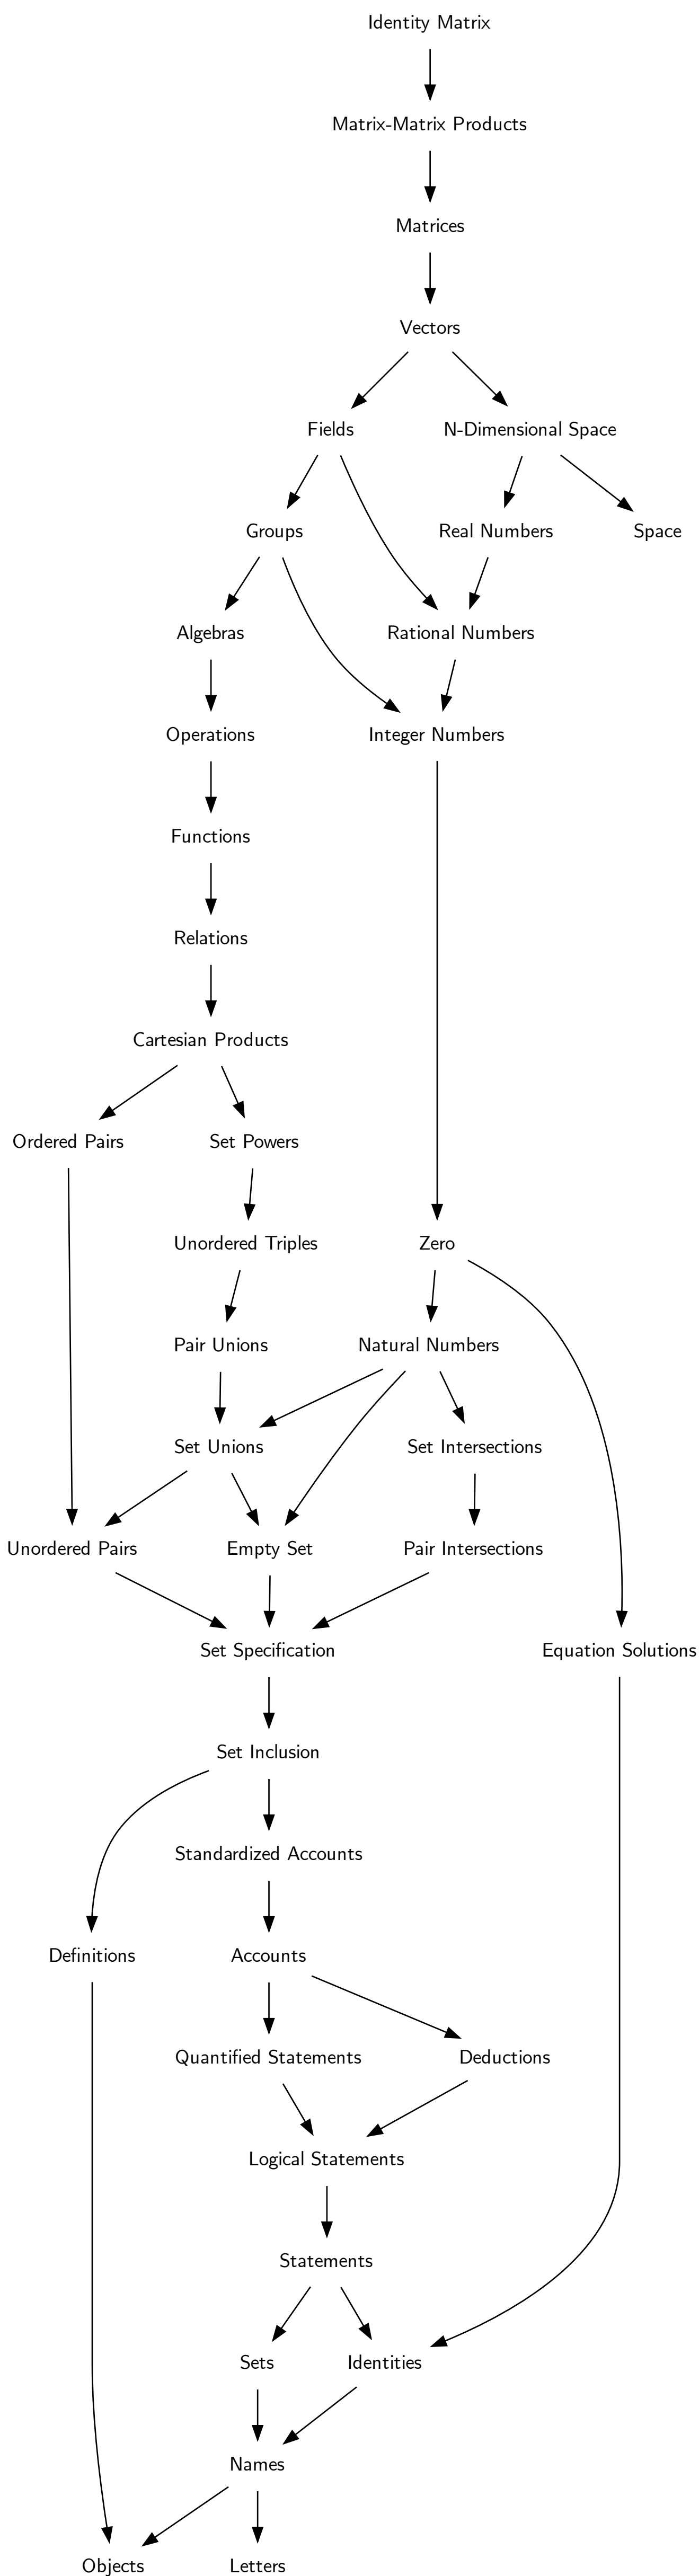 Identity Matrix
Matrix-Matrix Products
Matrices
Vectors
Fields
N-Dimensional Space
Groups
Real Numbers
Space
Algebras
Rational Numbers
Operations
Integer Numbers
Functions
Relations
Cartesian Products
Ordered Pairs
Set Powers
Unordered Triples
Zero
Pair Unions
Natural Numbers
Set Unions
Set Intersections
Unordered Pairs
Empty Set
Pair Intersections
Set Specification
Equation Solutions
Set Inclusion
Standardized Accounts
Definitions
Accounts
Quantified Statements
Deductions
Logical Statements
Statements
Sets
Identities
Names
Objects
Letters